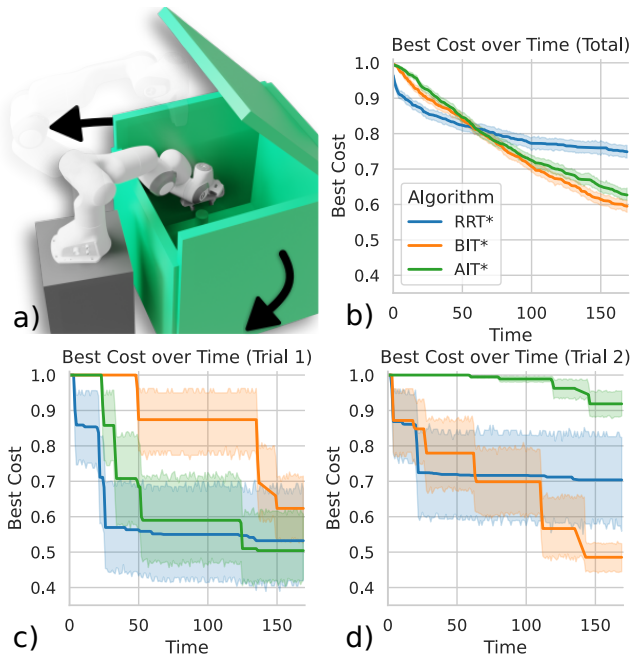 a)
Best Cost over Time (Total)
1.0
0.9
0.8
0.7
0.6
0.5
0.4
Best Cost
Algorithm
RRT*
BIT*
AIT*
0
50
100
150
Time
b)
Best Cost over Time (Trial 1)
1.0
0.9
0.8
0.7
0.6
0.5
0.4
Best Cost
0
50
100
150
Time
c)
Best Cost over Time (Trial 2)
1.0
0.9
0.8
0.7
0.6
0.5
0.4
Best Cost
0
50
100
150
Time
d)